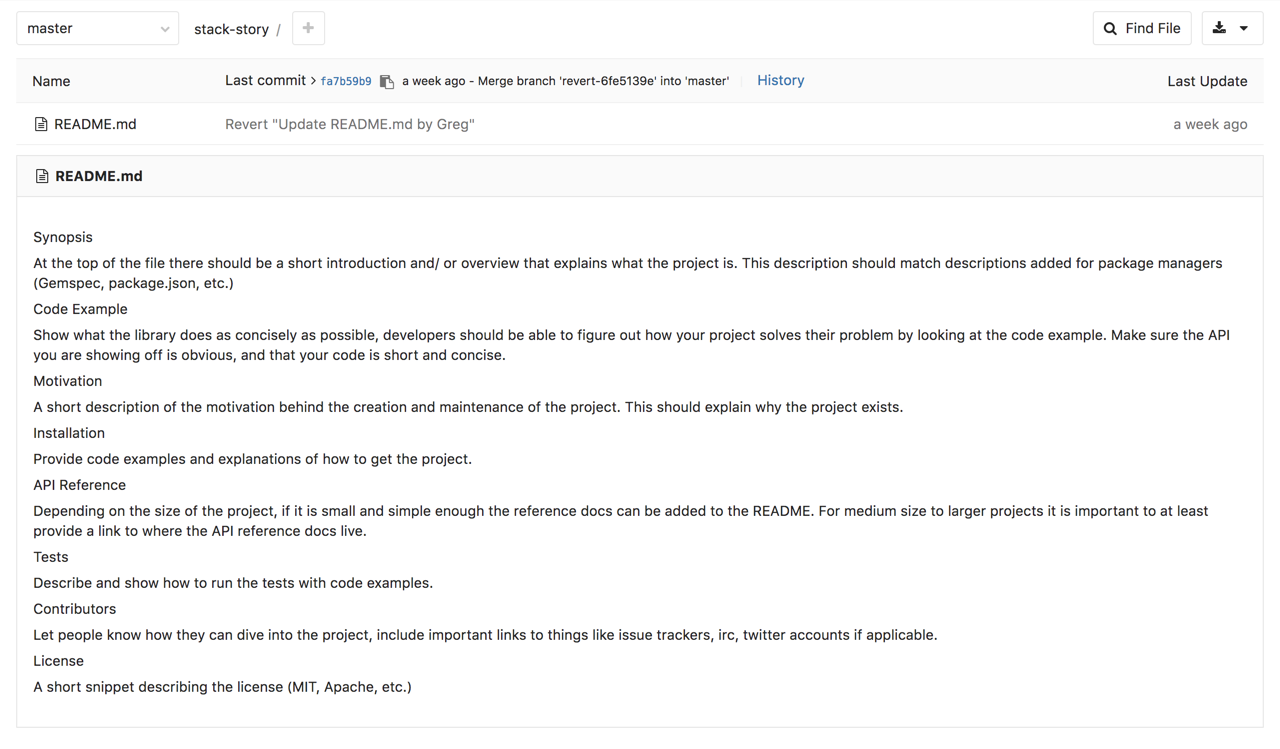 master
stack-story /
+
Find File
Name
Last commit > fa7b59b9 a week ago - Merge branch 'revert-6fe5139e' into 'master'
History
Last Update
README.md
Revert "Update README.md by Greg"
a week ago
README.md
Synopsis
At the top of the file there should be a short introduction and/ or overview that explains what the project is. This description should match descriptions added for package managers
(Gemspec, package.json, etc.)
Code Example
Show what the library does as concisely as possible, developers should be able to figure out how your project solves their problem by looking at the code example. Make sure the API
you are showing off is obvious, and that your code is short and concise.
Motivation
A short description of the motivation behind the creation and maintenance of the project. This should explain why the project exists.
Installation
Provide code examples and explanations of how to get the project.
API Reference
Depending on the size of the project, if it is small and simple enough the reference docs can be added to the README. For medium size to larger projects it is important to at least
provide a link to where the API reference docs live.
Tests
Describe and show how to run the tests with code examples.
Contributors
Let people know how they can dive into the project, include important links to things like issue trackers, irc, twitter accounts if applicable.
License
A short snippet describing the license (MIT, Apache, etc.)